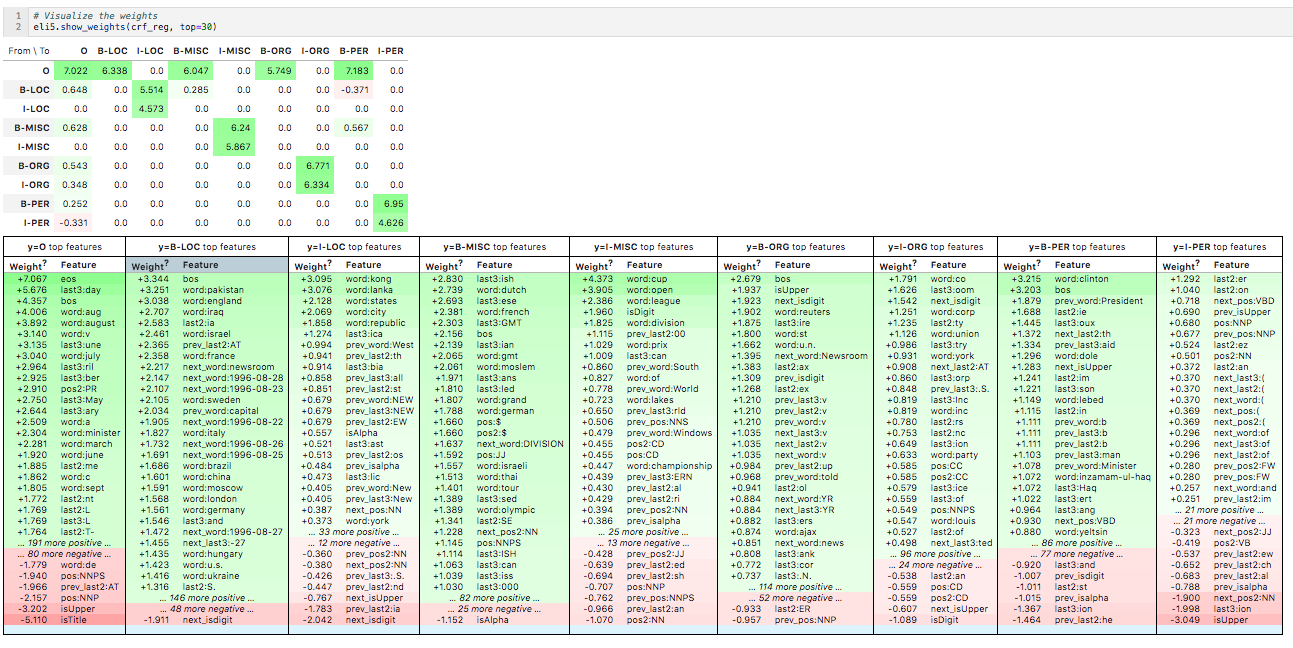 1 # Visualize the weights
2 eli5.show_weights(crf_reg, top=30)
From \ To O B-LOC I-LOC B-MISC I-MISC B-ORG I-ORG B-PER I-PER
O 7.022 6.338 0.0 6.047 0.0 5.749 0.0 7.183 0.0
B-LOC 0.648 0.0 5.514 0.285 0.0 0.0 0.0 -0.371 0.0
I-LOC 0.0 0.0 4.573 0.0 0.0 0.0 0.0 0.0 0.0
B-MISC 0.628 0.0 0.0 0.0 6.24 0.0 0.0 0.567 0.0
I-MISC 0.0 0.0 0.0 0.0 5.867 0.0 0.0 0.0 0.0
B-ORG 0.543 0.0 0.0 0.0 0.0 0.0 6.771 0.0 0.0
I-ORG 0.348 0.0 0.0 0.0 0.0 0.0 6.334 0.0 0.0
B-PER 0.252 0.0 0.0 0.0 0.0 0.0 0.0 0.0 6.95
I-PER -0.331 0.0 0.0 0.0 0.0 0.0 0.0 0.0 4.626
y=O top features
Weight? Feature
+7.067 eos
+5.676 last3:day
+4.357 bos
+4.006 word:aug
+3.892 word:august
+3.140 word:v
+3.135 last3:une
+3.040 word:july
+2.964 last3:ril
+2.925 last3:ber
+2.910 pos2:PR
+2.750 last3:May
+2.644 last3:ary
+2.509 word:a
+2.304 word:minister
+2.281 word:march
+1.920 word:june
+1.885 last2:me
+1.862 word:c
+1.805 word:sept
+1.772 last2:nt
+1.769 last2:L
+1.769 last3:L
+1.764 last2:T-
... 191 more positive ...
... 80 more negative ...
-1.779 word:de
-1.940 pos:NNPS
-1.966 prev_last2:AT
-2.157 pos:NNP
-3.202 isUpper
-5.110 isTitle
y=B-LOC top features
Weight? Feature
+3.344 bos
+3.251 word:pakistan
+3.038 word:england
+2.707 word:iraq
+2.583 last2:ia
+2.461 word:israel
+2.365 prev_last2:AT
+2.358 word:france
+2.217 next_word:newsroom
+2.147 next_word:1996-08-28
+2.107 next_word:1996-08-23
+2.105 word:sweden
+2.034 prev_word:capital
+1.905 next_word:1996-08-22
+1.827 word:italy
+1.732 next_word:1996-08-26
+1.691 next_word:1996-08-25
+1.686 word:brazil
+1.601 word:china
+1.591 word:moscow
+1.568 word:london
+1.561 word:germany
+1.546 last3:and
+1.472 next_word:1996-08-27
+1.455 next_last3:-27
+1.435 word:hungary
+1.423 word:u.s.
+1.416 word:ukraine
+1.316 last2:S.
... 146 more positive ...
... 48 more negative ...
-1.911 next_isdigit
y=I-LOC top features
Weight? Feature
+3.095 word:kong
+3.076 word:lanka
+2.128 word:states
+2.069 word:city
+1.858 word:republic
+1.274 last3:ica
+0.994 prev_word:West
+0.941 prev_last2:th
+0.914 last3:bia
+0.858 prev_last3:all
+0.851 prev_last2:st
+0.679 prev_word:NEW
+0.679 prev_last3:NEW
+0.679 prev_last2:EW
+0.557 isAlpha
+0.521 last3:ast
+0.513 prev_last2:os
+0.484 prev_isalpha
+0.473 last3:lic
+0.405 prev_word:New
+0.405 prev_last3:New
+0.387 next_pos:NN
+0.373 word:york
... 33 more positive ...
... 12 more negative ...
-0.360 prev_pos2:NN
-0.380 next_pos2:NN
-0.426 prev_last3:.S.
-0.447 prev_last2:nd
-0.767 next_isUpper
-1.783 prev_last2:ia
-2.042 next_isdigit
y=B-MISC top features
Weight? Feature
+2.830 last3:ish
+2.739 word:dutch
+2.693 last3:ese
+2.381 word:french
+2.303 last3:GMT
+2.156 bos
+2.139 last3:ian
+2.065 word:gmt
+2.061 word:moslem
+1.971 last3:ans
+1.810 last3:led
+1.807 word:grand
+1.788 word:german
+1.660 pos:$
+1.660 pos2:$
+1.637 next_word:DIVISION
+1.592 pos:JJ
+1.557 word:israeli
+1.513 word:thai
+1.401 word:tour
+1.389 last3:sed
+1.389 word:olympic
+1.341 last2:SE
+1.228 next_pos2:NN
+1.145 pos:NNPS
+1.114 last3:ISH
+1.063 last3:can
+1.039 last3:iss
+1.030 last3:000
... 82 more positive ...
... 25 more negative ...
-1.152 isAlpha
y=I-MISC top features
Weight? Feature
+4.373 word:cup
+3.905 word:open
+2.386 word:league
+1.960 isDigit
+1.825 word:division
+1.115 prev_last2:00
+1.029 word:prix
+1.009 last3:can
+0.860 prev_word:South
+0.827 word:of
+0.778 prev_word:World
+0.723 word:lakes
+0.650 prev_last3:rld
+0.506 prev_pos:NNS
+0.479 prev_word:Windows
+0.455 pos2:CD
+0.455 pos:CD
+0.447 word:championship
+0.439 prev_last3:ERN
+0.430 prev_last2:al
+0.429 prev_last2:ri
+0.394 prev_pos2:NN
+0.386 prev_isalpha
... 25 more positive ...
... 13 more negative ...
-0.428 prev_pos2:JJ
-0.639 prev_last2:ed
-0.694 prev_last2:sh
-0.707 pos:NNP
-0.762 prev_pos:NNPS
-0.966 prev_last2:an
-1.070 pos2:NN
y=B-ORG top features
Weight? Feature
+2.679 bos
+1.937 isUpper
+1.923 next_isdigit
+1.902 word:reuters
+1.875 last3:ire
+1.800 word:st
+1.662 word:u.n.
+1.395 next_word:Newsroom
+1.383 last2:ax
+1.309 prev_isdigit
+1.268 last2:ex
+1.210 prev_last3:v
+1.210 prev_last2:v
+1.210 prev_word:v
+1.035 next_last3:v
+1.035 next_last2:v
+1.035 next_word:v
+0.984 prev_last2:up
+0.968 prev_word:told
+0.941 last2:ol
+0.884 next_word:YR
+0.884 next_last3:YR
+0.882 last3:ers
+0.874 word:ajax
+0.851 next_word:news
+0.808 last3:ank
+0.772 last3:cor
+0.737 last3:.N.
... 114 more positive ...
... 52 more negative ...
-0.933 last2:ER
-0.957 prev_pos:NNP
y=I-ORG top features
Weight? Feature
+1.791 word:co
+1.626 last3:oom
+1.542 next_isdigit
+1.251 word:corp
+1.235 last2:ty
+1.126 word:union
+0.986 last3:try
+0.931 word:york
+0.908 next_last2:AT
+0.860 last3:orp
+0.848 prev_last3:.S.
+0.819 last3:Inc
+0.819 word:inc
+0.780 last2:rs
+0.753 last2:nc
+0.649 last3:ion
+0.633 word:party
+0.585 pos:CC
+0.585 pos2:CC
+0.579 last3:ice
+0.559 last3:of
+0.549 pos:NNPS
+0.547 word:louis
+0.527 last2:of
+0.498 next_last3:ted
... 96 more positive ...
... 24 more negative ...
-0.538 last2:an
-0.559 pos:CD
-0.559 pos2:CD
-0.607 next_isUpper
-1.089 isDigit
y=B-PER top features
Weight? Feature
+3.215 word:clinton
+3.203 bos
+1.879 prev_word:President
+1.688 last2:ie
+1.445 last3:oux
+1.372 next_last2:th
+1.334 prev_last3:aid
+1.296 word:dole
+1.283 next_isUpper
+1.241 last2:im
+1.231 last3:son
+1.149 word:lebed
+1.115 last2:in
+1.111 prev_word:b
+1.111 prev_last3:b
+1.111 prev_last2:b
+1.103 prev_last3:man
+1.078 prev_word:Minister
+1.072 word:inzamam-ul-haq
+1.072 last3:Haq
+1.022 last3:ert
+0.964 last3:ang
+0.930 next_pos:VBD
+0.880 word:yeltsin
... 86 more positive ...
... 77 more negative ...
-0.920 last3:and
-1.007 prev_isdigit
-1.011 last2:st
-1.015 prev_isalpha
-1.367 last3:ion
-1.464 prev_last2:he
y=I-PER top features
Weight? Feature
+1.292 last2:er
+1.040 last2:on
+0.718 next_pos:VBD
+0.690 prev_isUpper
+0.680 pos:NNP
+0.677 prev_pos:NNP
+0.524 last2:ez
+0.501 pos2:NN
+0.372 last2:an
+0.370 next_last3:(
+0.370 next_last2:(
+0.370 next_word:(
+0.369 next_pos:(
+0.369 next_pos2:(
+0.296 next_word:of
+0.296 next_last3:of
+0.296 next_last2:of
+0.280 prev_pos2:FW
+0.280 prev_pos:FW
+0.257 next_word:and
+0.251 prev_last2:im
... 21 more positive ...
... 21 more negative ...
-0.323 next_pos2:JJ
-0.419 pos2:VB
-0.537 prev_last2:ew
-0.652 prev_last2:ch
-0.683 prev_last2:al
-0.788 prev_isalpha
-1.900 next_pos2:NN
-1.998 last3:ion
-3.049 isUpper